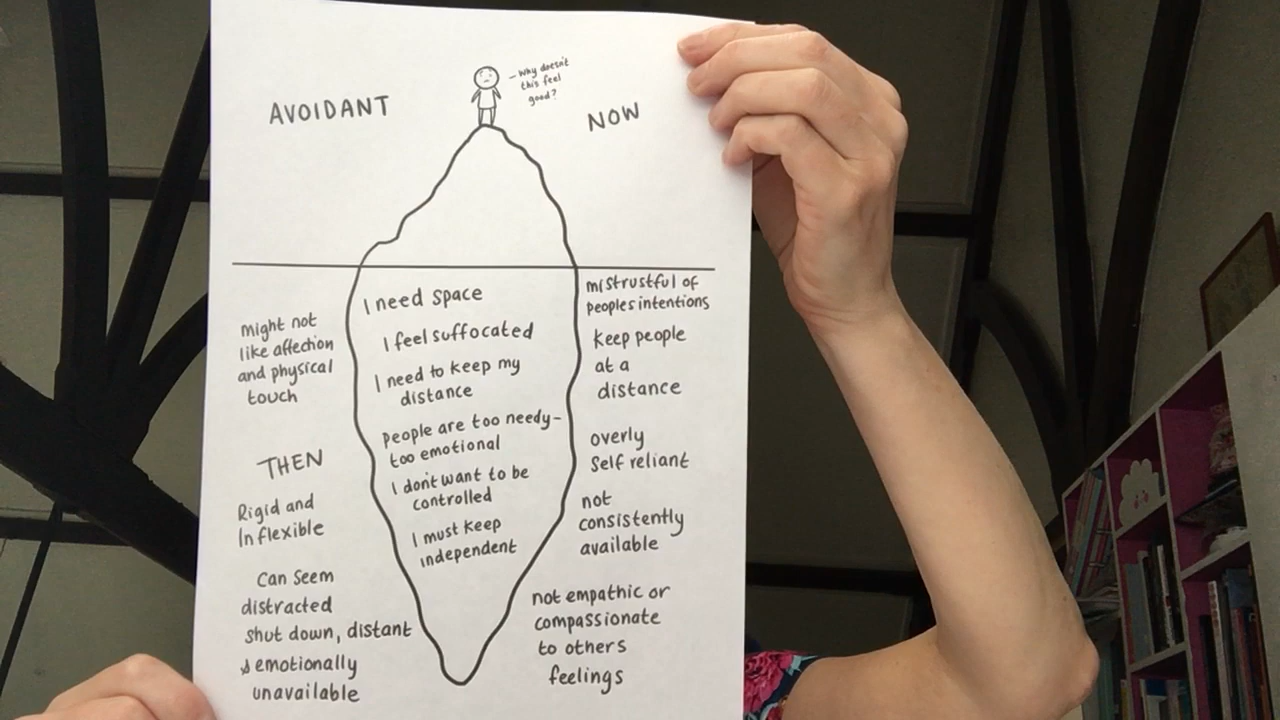 AVOIDANT
- Why doesn't
this feel
good?
NOW
I need space
I feel suffocated
I need to keep my
distance
people are too needy-
too emotional
I don't want to be
controlled
I must keep
independent
might not
like affection
and physical
touch
THEN
Rigid and
Inflexible
Can Seem
distracted
shut down, distant
& emotionally
unavailable
mistrustful of
peoples intentions
Keep people
at a
distance
overly
Self reliant
not
consistently
available
not empathic or
compassionate
to others
feelings